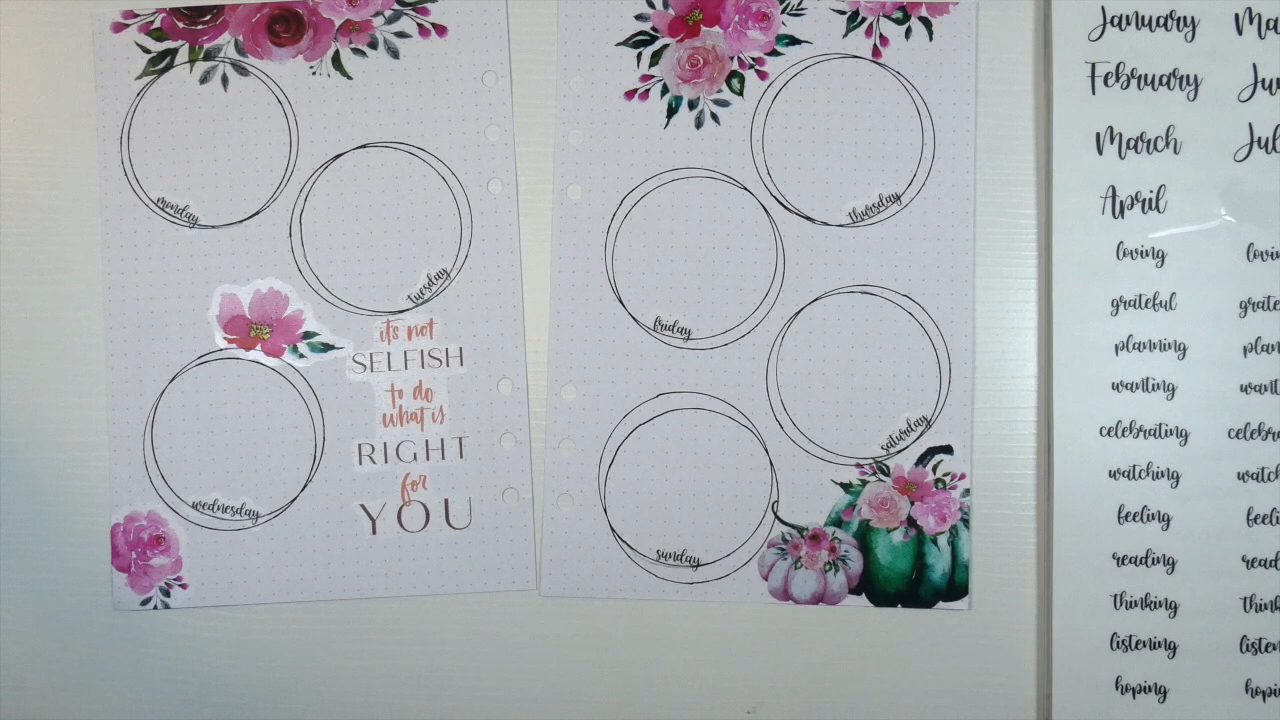 monday
tuesday
it's not
SELFISH
to do
what is
RIGHT
for
YOU
wednesday
thursday
friday
saturday
sunday
January
February
March
April
loving
grateful
planning
wanting
celebrating
watching
feeling
reading
thinking
listening
hoping